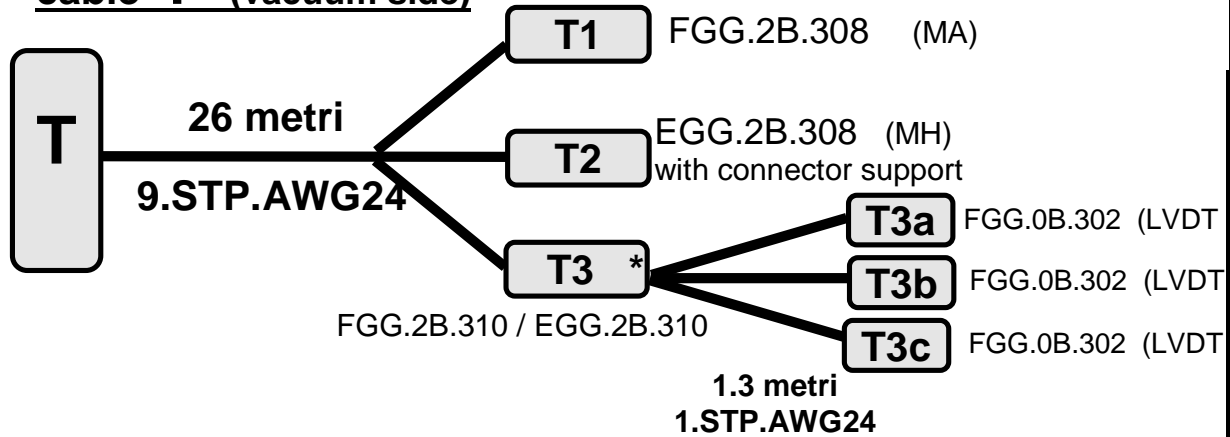 (vacuum side)
T1 FGG.2B.308 (MA)
T
26 metri
9.STP.AWG24
T2 EGG.2B.308 (MH)
with connector support
T3 *
FGG.2B.310 / EGG.2B.310
T3a FGG.0B.302 (LVDT
T3b FGG.0B.302 (LVDT
T3c FGG.0B.302 (LVDT
1.3 metri
1.STP.AWG24